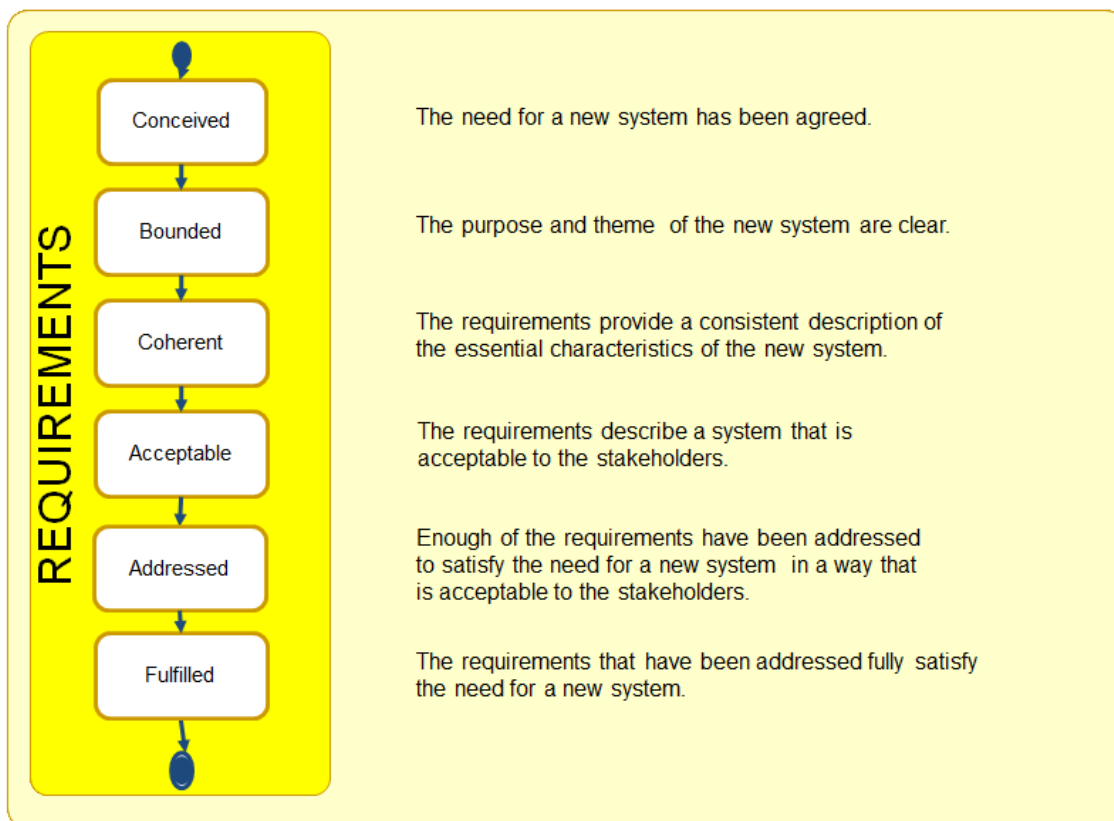 REQUIREMENTS
Conceived
The need for a new system has been agreed.
Bounded
The purpose and theme of the new system are clear.
Coherent
The requirements provide a consistent description of
the essential characteristics of the new system.
Acceptable
The requirements describe a system that is
acceptable to the stakeholders.
Addressed
Enough of the requirements have been addressed
to satisfy the need for a new system in a way that
is acceptable to the stakeholders.
Fulfilled
The requirements that have been addressed fully satisfy
the need for a new system.